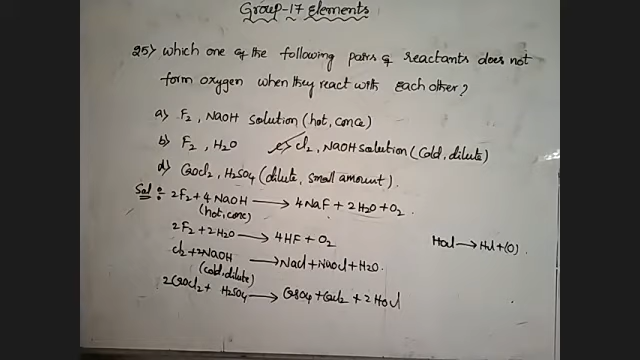 Group-17 Elements
25) Which one of the following pairs of reactants does not
form oxygen when they react with each other?
a) F2, NaOH solution (hot, conc)
b) F2, H2O c) Cl2, NaOH solution (Cold, dilute)
d) CaOCl2, H2SO4 (dilute, small amount).
Sol: 2F2 + 4NaOH → 4NaF + 2H2O + O2
(hot, conc)
2F2 + 2H2O → 4HF + O2
HOCl → HCl + (O).
Cl2 + 2NaOH → NaCl + NaOCl + H2O.
(cold, dilute)
2CaOCl2 + H2SO4 → CaSO4 + CaCl2 + 2HOCl